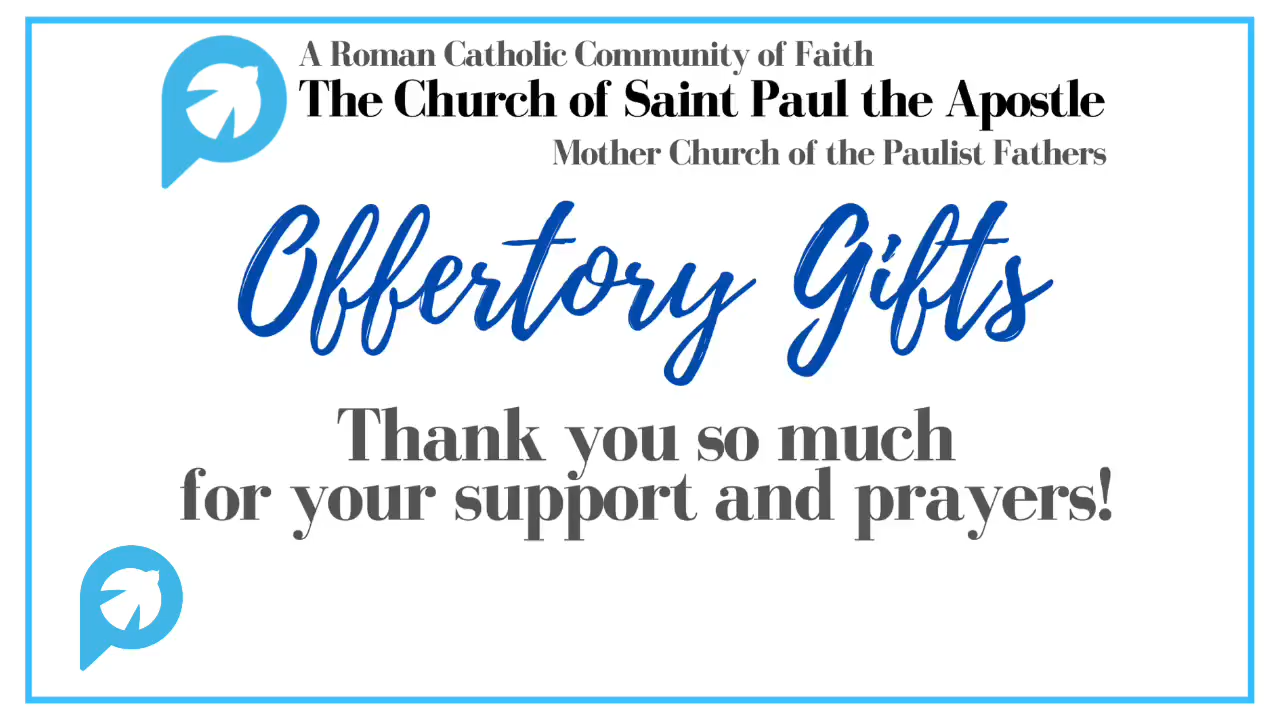 A Roman Catholic Community of Faith
The Church of Saint Paul the Apostle
Mother Church of the Paulist Fathers
Offertory Gifts
Thank you so much
for your support and prayers!